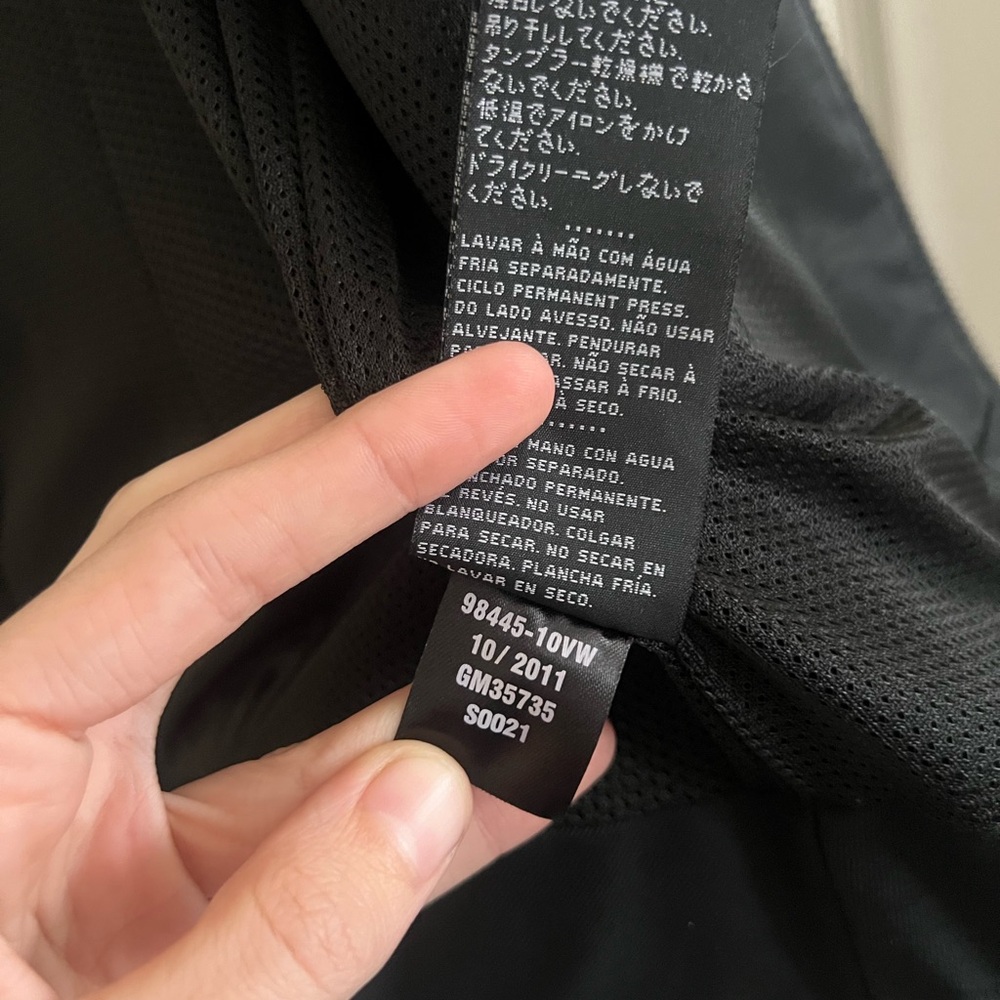 しないでください.
吊り干ししてください.
タンブラー乾燥機で乾かさ
ないでください.
低温でアイロンをかけ
てください.
ドライクリーニグしないで
ください.
.......
LAVAR À MÃO COM ÁGUA
FRIA SEPARADAMENTE.
CICLO PERMANENT PRESS.
DO LADO AVESSO. NÃO USAR
ALVEJANTE. PENDURAR
AR. NÃO SECAR À
ASSAR À FRIO.
À SECO.
......
MANO CON AGUA
OR SEPARADO.
NCHADO PERMANENTE.
REVÉS. NO USAR
BLANQUEADOR. COLGAR
PARA SECAR. NO SECAR EN
SECADORA. PLANCHA FRÍA.
LAVAR EN SECO.
98445-10VW
10/2011
GM35735
S0021